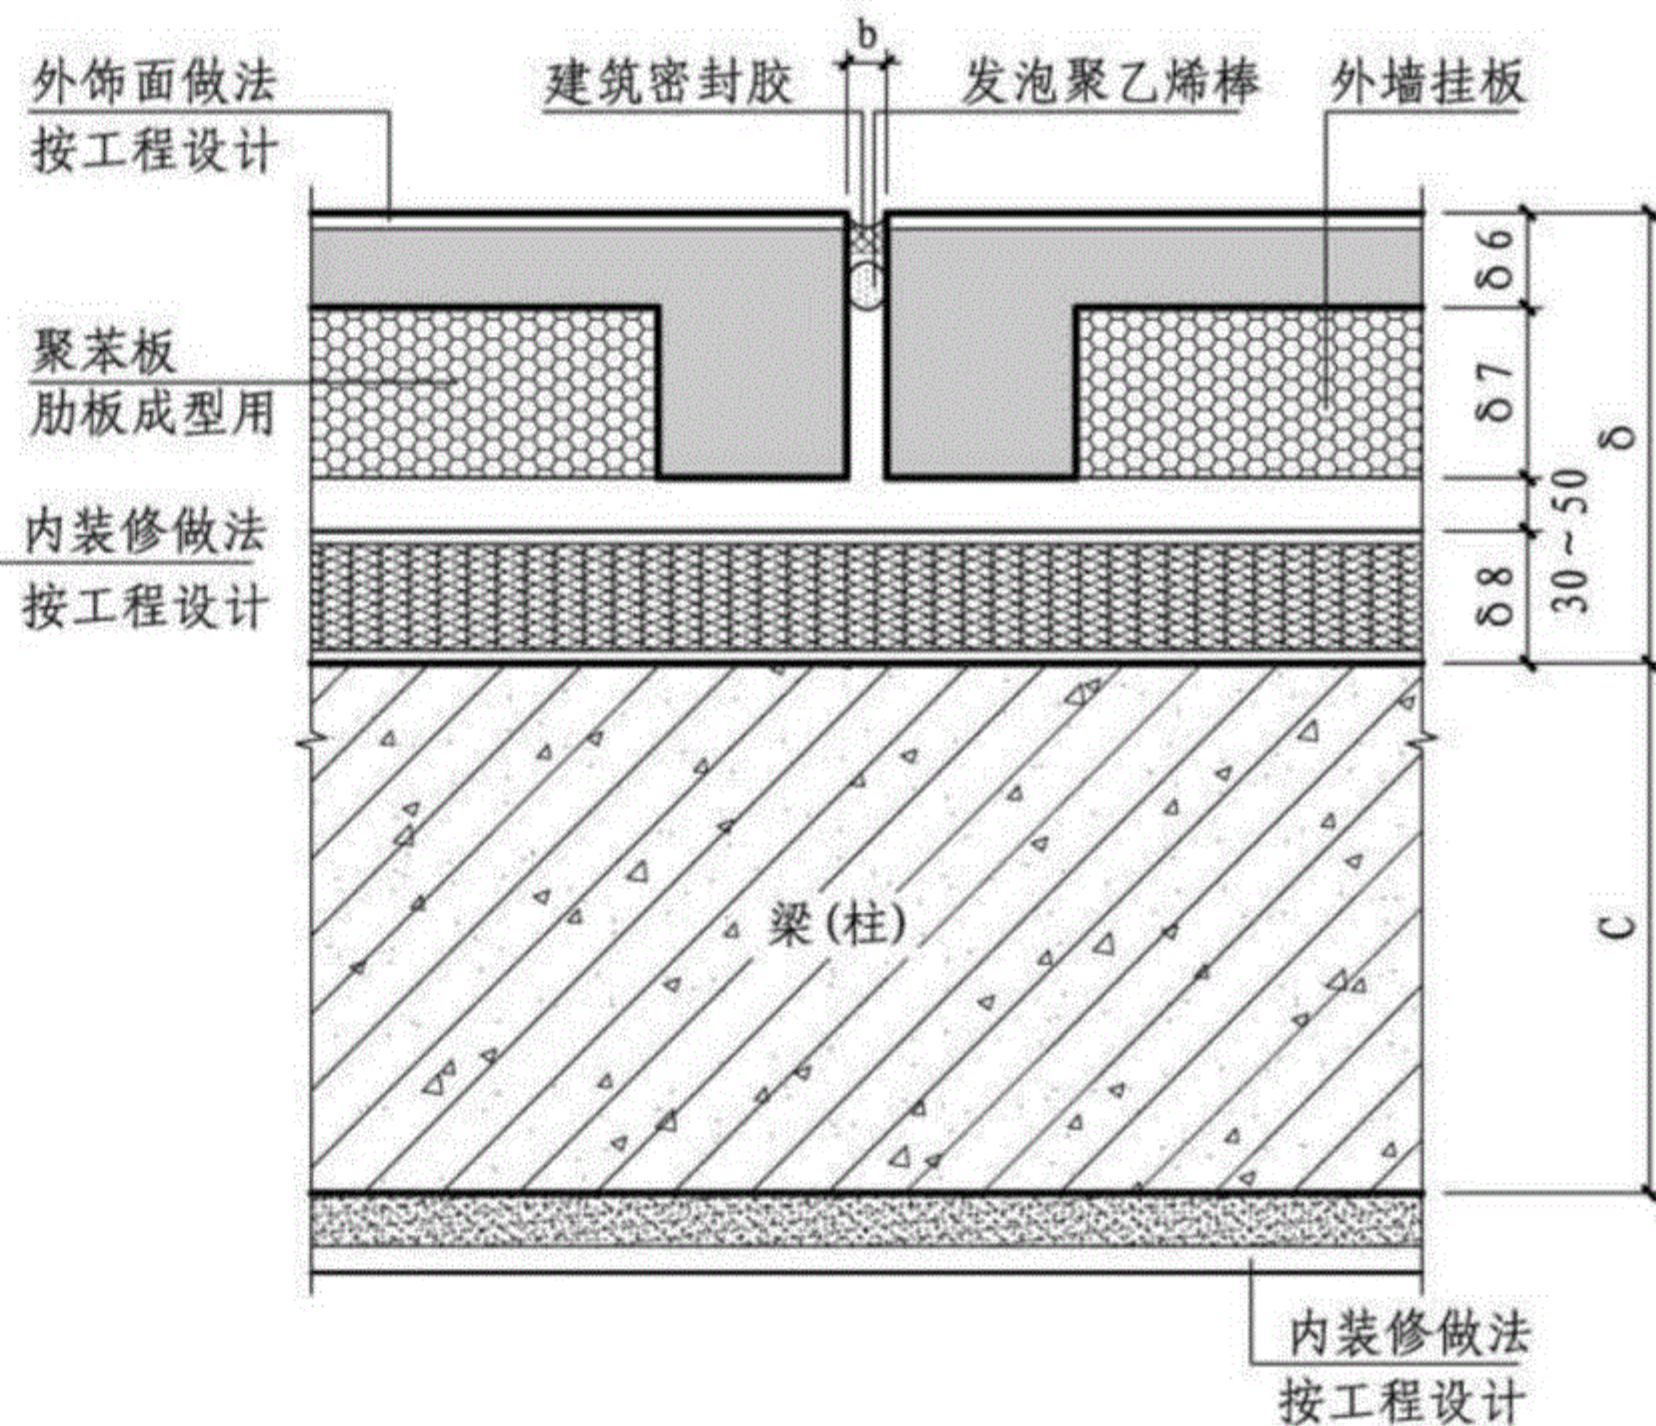 b
外饰面做法
按工程设计
建筑密封胶
发泡聚乙烯棒
外墙挂板
δ6
聚苯板
肋板成型用
δ7
δ
30~50
内装修做法
按工程设计
δ8
梁(柱)
C
内装修做法
按工程设计